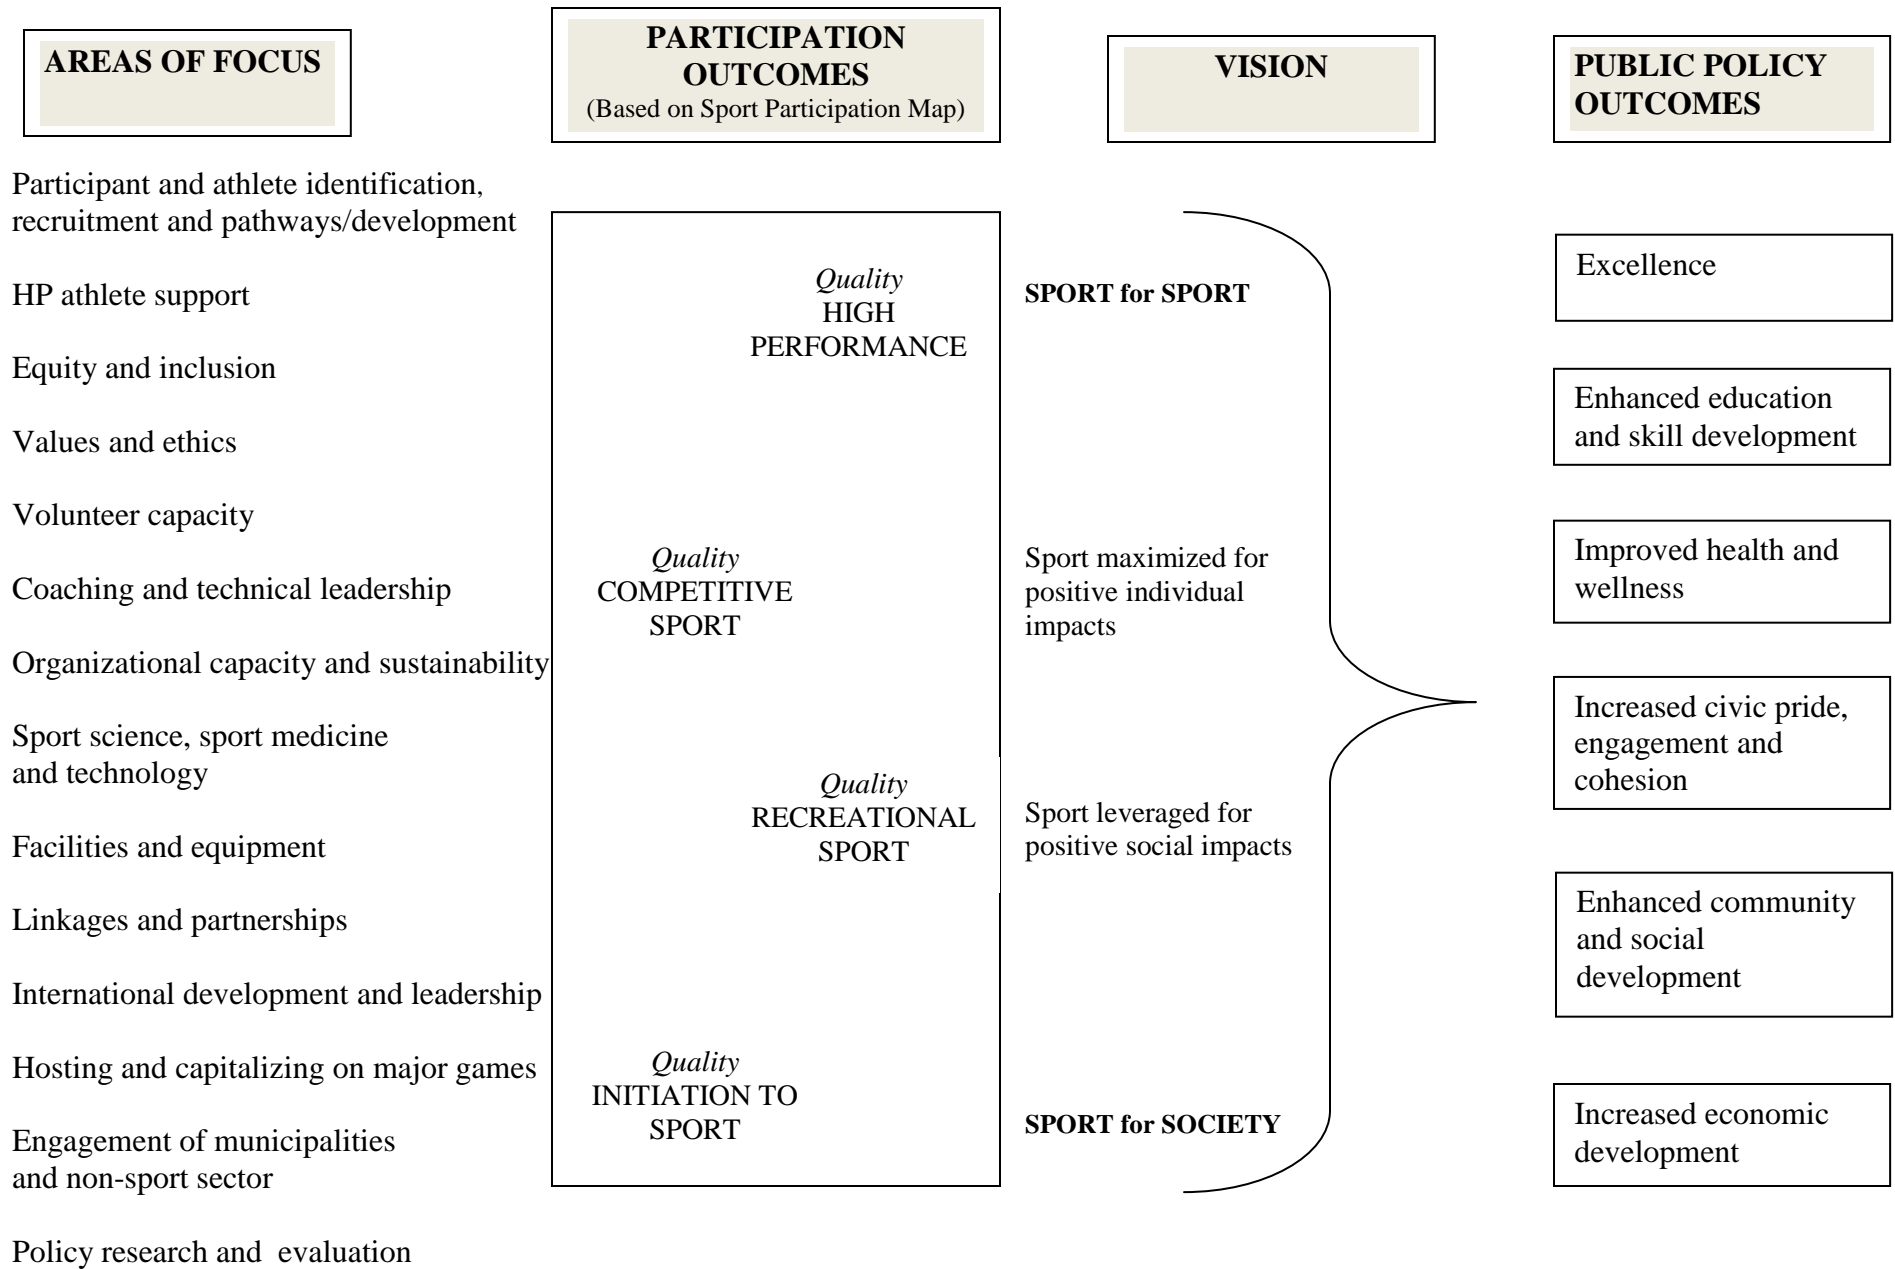 AREAS OF FOCUS
PARTICIPATION
OUTCOMES
(Based on Sport Participation Map)
VISION
PUBLIC POLICY
OUTCOMES
Participant and athlete identification,
recruitment and pathways/development
HP athlete support
Equity and inclusion
Values and ethics
Volunteer capacity
Coaching and technical leadership
Organizational capacity and sustainability
Sport science, sport medicine
and technology
Facilities and equipment
Linkages and partnerships
International development and leadership
Hosting and capitalizing on major games
Engagement of municipalities
and non-sport sector
Policy research and  evaluation
Quality
HIGH
PERFORMANCE
Quality
COMPETITIVE
SPORT
Quality
RECREATIONAL
SPORT
Quality
INITIATION TO
SPORT
SPORT for SPORT
Sport maximized for
positive individual
impacts
Sport leveraged for
positive social impacts
SPORT for SOCIETY
Excellence
Enhanced education
and skill development
Improved health and
wellness
Increased civic pride,
engagement and
cohesion
Enhanced community
and social
development
Increased economic
development